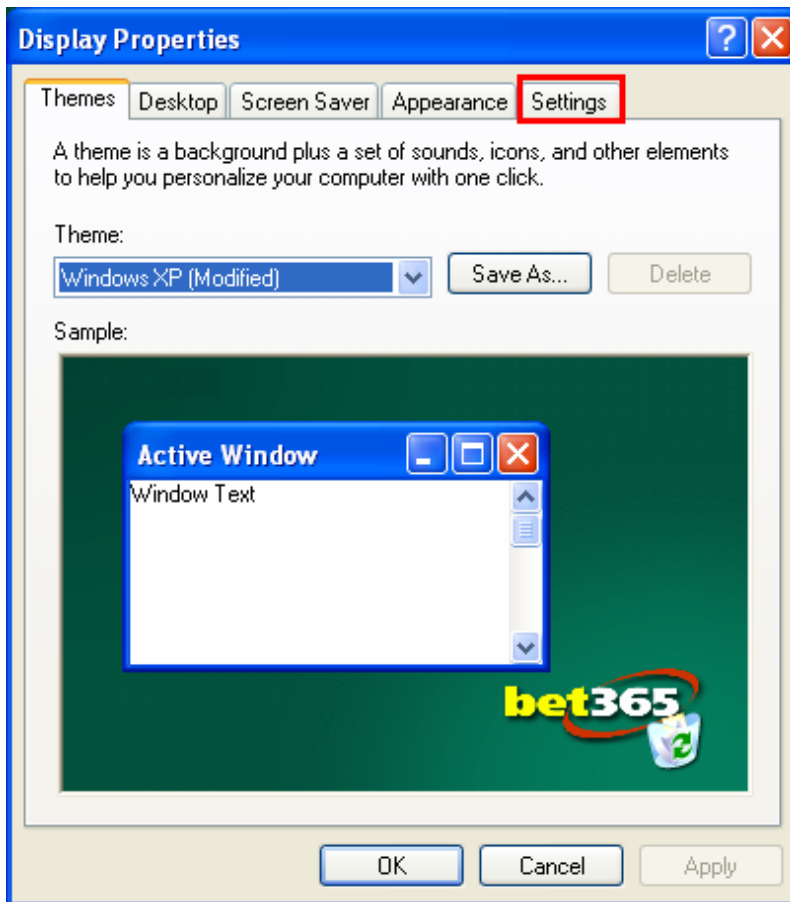 Display Properties
Themes Desktop Screen Saver Appearance Settings
A theme is a background plus a set of sounds, icons, and other elements
to help you personalize your computer with one click.
Theme:
Windows XP (Modified) Save As... Delete
Sample:
Active Window
Window Text
bet365
OK Cancel Apply